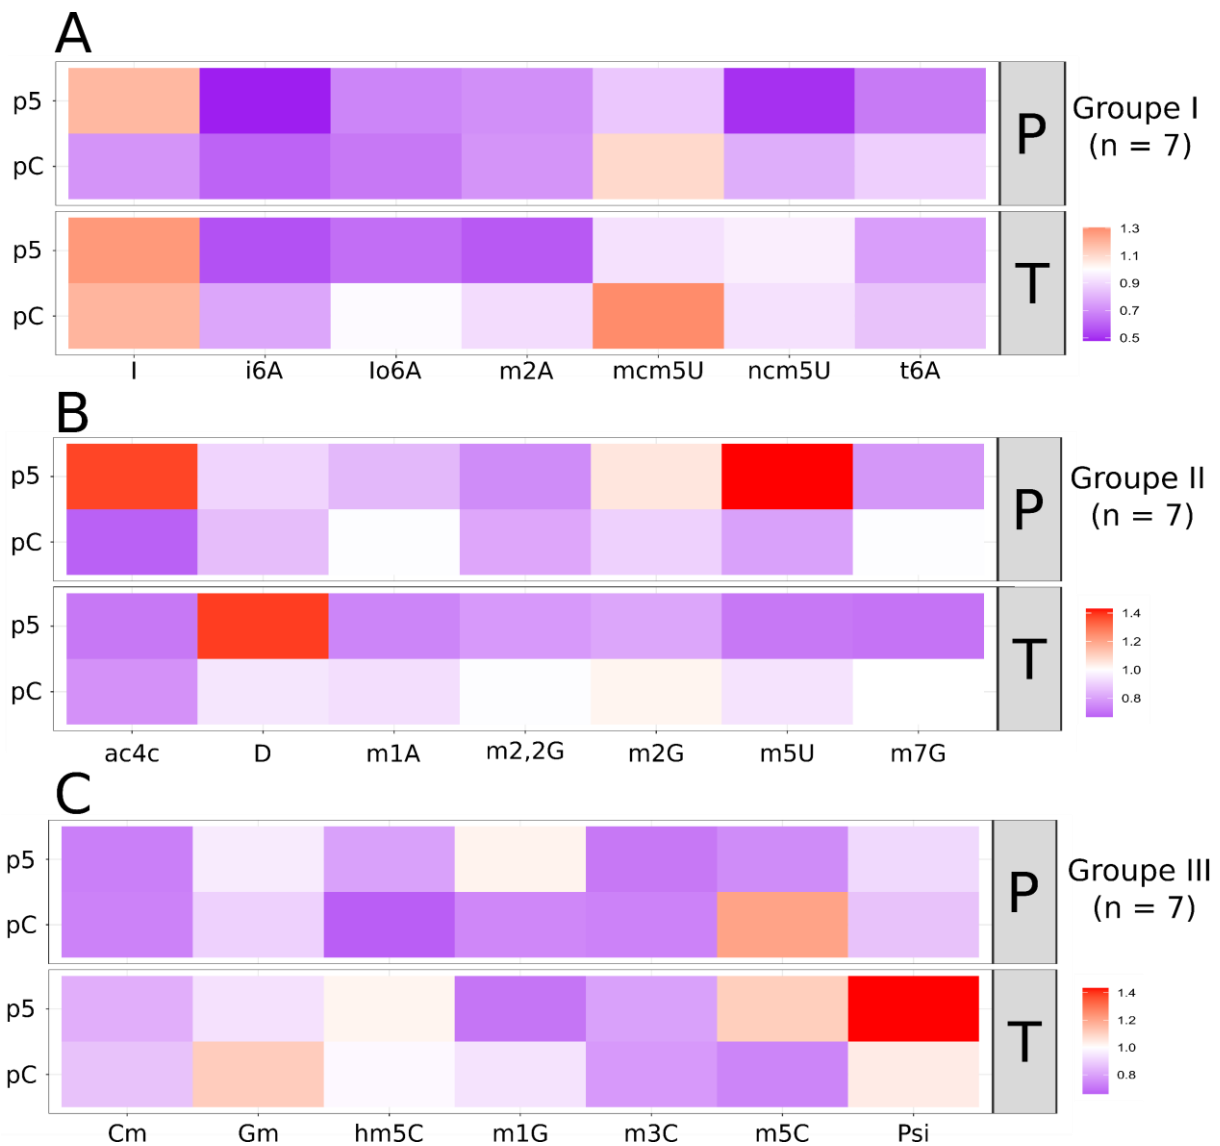 A
p5
pC
P
Groupe I
(n = 7)
p5
pC
T
1.3
1.1
0.9
0.7
0.5
I i6A Io6A m2A mcm5U ncm5U t6A
B
p5
pC
P
Groupe II
(n = 7)
p5
pC
T
1.4
1.2
1.0
0.8
ac4c D m1A m2,2G m2G m5U m7G
C
p5
pC
P
Groupe III
(n = 7)
p5
pC
T
1.4
1.2
1.0
0.8
Cm Gm hm5C m1G m3C m5C Psi